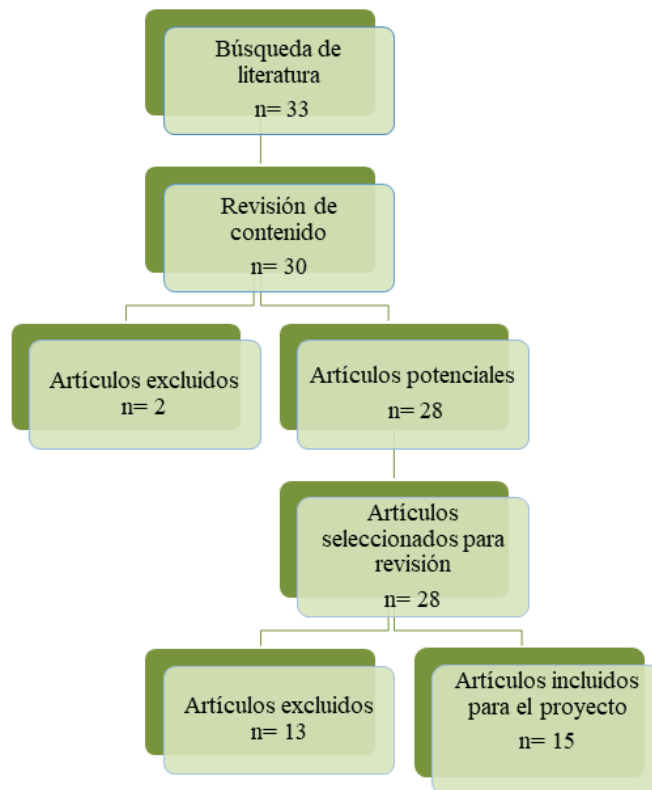 Búsqueda de
literatura
n= 33
Revisión de
contenido
n= 30
Artículos excluidos
n= 2
Artículos potenciales
n= 28
Artículos
seleccionados para
revisión
n= 28
Artículos excluidos
n= 13
Artículos incluidos
para el proyecto
n= 15